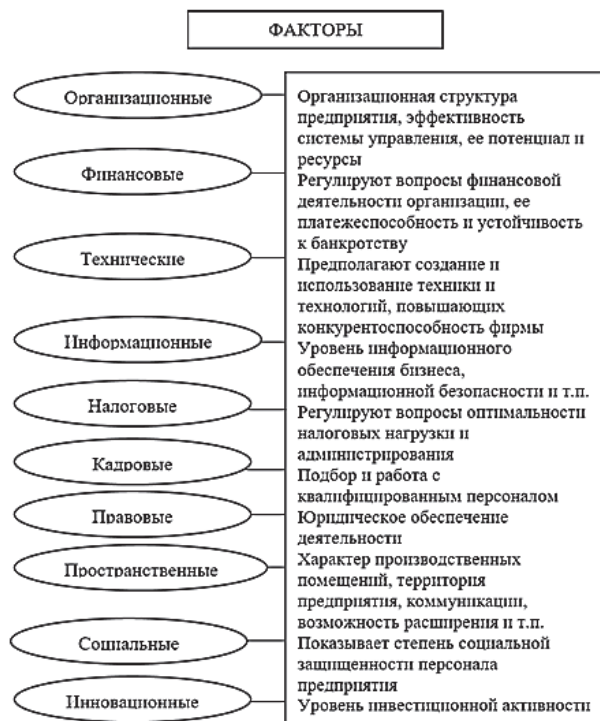 ФАКТОРЫ
Организационные
Организационная структура
предприятия, эффективность
системы управления, ее потенциал и
ресурсы
Финансовые
Регулируют вопросы финансовой
деятельности организации, ее
платежеспособность и устойчивость
к банкротству
Технические
Предполагают создание и
использование техники и
технологий, повышающих
конкурентоспособность фирмы
Информационные
Уровень информационного
обеспечения бизнеса,
информационной безопасности и т.п.
Налоговые
Регулируют вопросы оптимальности
налоговых нагрузки и
администрирования
Кадровые
Подбор и работа с
квалифицированным персоналом
Правовые
Юридическое обеспечение
деятельности
Пространственные
Характер производственных
помещений, территория
предприятия, коммуникации,
возможность расширения и т.п.
Социальные
Показывает степень социальной
защищенности персонала
предприятия
Инновационные
Уровень инвестиционной активности